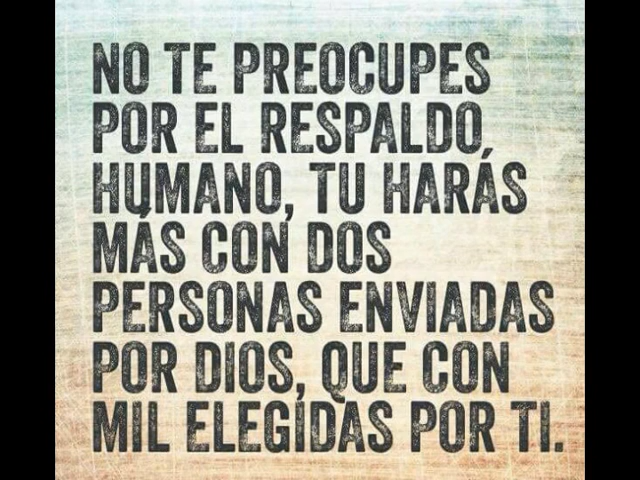 NO TE PREOCUPES
POR EL RESPALDO
HUMANO, TU HARÁS
MÁS CON DOS
PERSONAS ENVIADAS
POR DIOS, QUE CON
MIL ELEGIDAS POR TI.